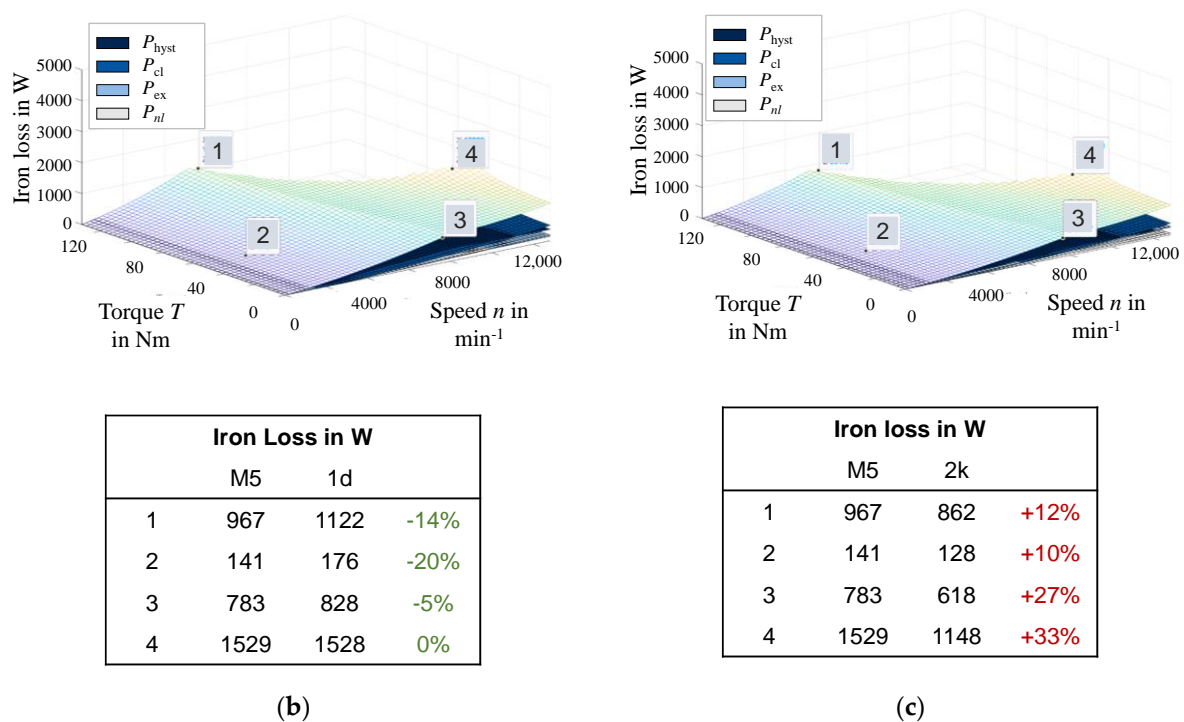 P_hyst
P_cl
P_ex
P_nl
Iron loss in W
5000
4000
3000
2000
1000
0
1
2
3
4
120
80
40
0
Torque T
in Nm
0
4000
8000
12,000
Speed n in
min⁻¹
Iron Loss in W
M5 1d
1 967 1122 -14%
2 141 176 -20%
3 783 828 -5%
4 1529 1528 0%
(b)
P_hyst
P_cl
P_ex
P_nl
Iron loss in W
5000
4000
3000
2000
1000
0
1
2
3
4
120
80
40
0
Torque T
in Nm
0
4000
8000
12,000
Speed n in
min⁻¹
Iron loss in W
M5 2k
1 967 862 +12%
2 141 128 +10%
3 783 618 +27%
4 1529 1148 +33%
(c)